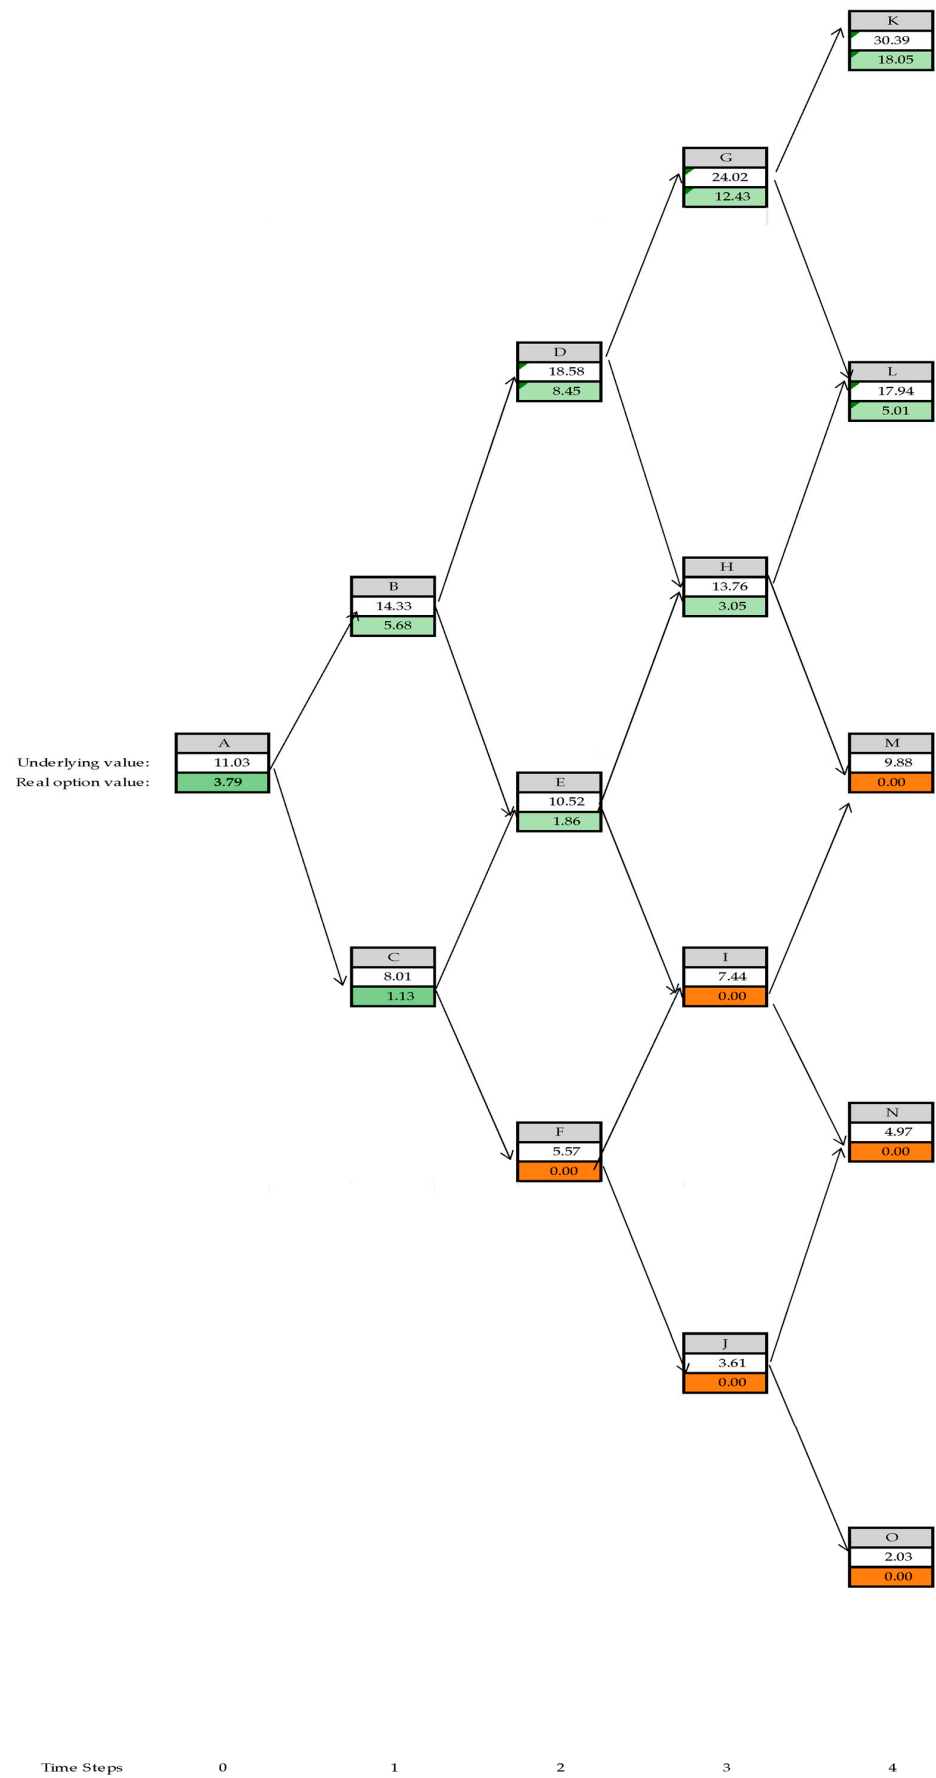 K
30.39
18.05
G
24.02
12.43
D
18.58
8.45
L
17.94
5.01
H
13.76
3.05
B
14.33
5.68
A
Underlying value: 11.03
Real option value: 3.79
M
9.88
0.00
E
10.52
1.86
C
8.01
1.13
I
7.44
0.00
N
4.97
0.00
F
5.57
0.00
J
3.61
0.00
O
2.03
0.00
Time Steps 0 1 2 3 4